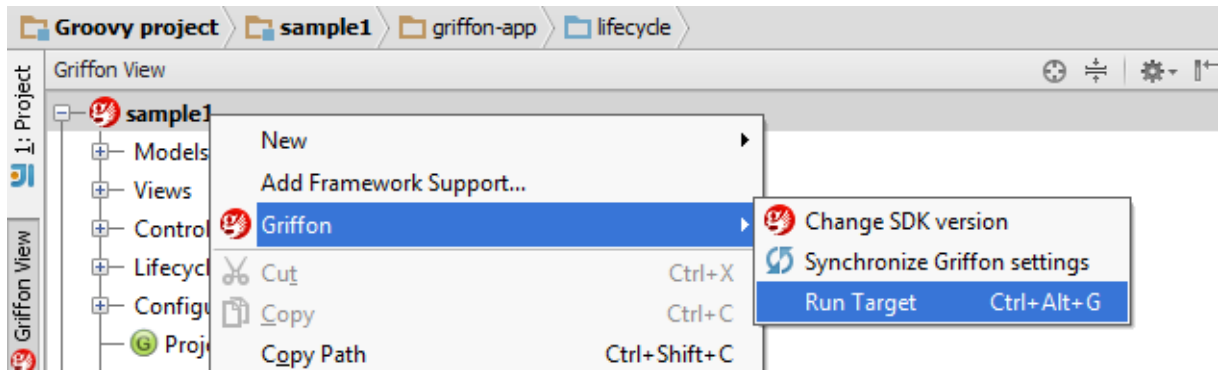 Groovy project sample1 griffon-app lifecycle
1: Project
Griffon View
Griffon View
sample1
Models
Views
Control
Lifecycl
Configu
Proje
New
Add Framework Support...
Griffon
Cut Ctrl+X
Copy Ctrl+C
Copy Path Ctrl+Shift+C
Change SDK version
Synchronize Griffon settings
Run Target Ctrl+Alt+G